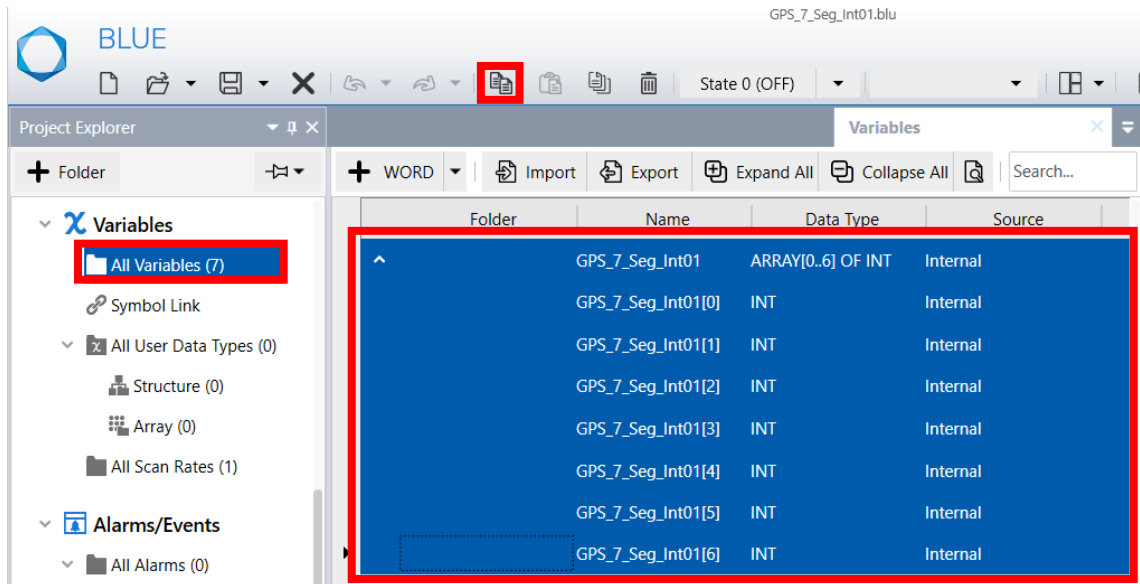 GPS_7_Seg_Int01.blu
BLUE
State 0 (OFF)
Project Explorer
Variables
Folder
WORD
Import
Export
Expand All
Collapse All
Search...
Variables
All Variables (7)
Symbol Link
All User Data Types (0)
Structure (0)
Array (0)
All Scan Rates (1)
Alarms/Events
All Alarms (0)
Folder Name Data Type Source
GPS_7_Seg_Int01 ARRAY[0..6] OF INT Internal
GPS_7_Seg_Int01[0] INT Internal
GPS_7_Seg_Int01[1] INT Internal
GPS_7_Seg_Int01[2] INT Internal
GPS_7_Seg_Int01[3] INT Internal
GPS_7_Seg_Int01[4] INT Internal
GPS_7_Seg_Int01[5] INT Internal
GPS_7_Seg_Int01[6] INT Internal